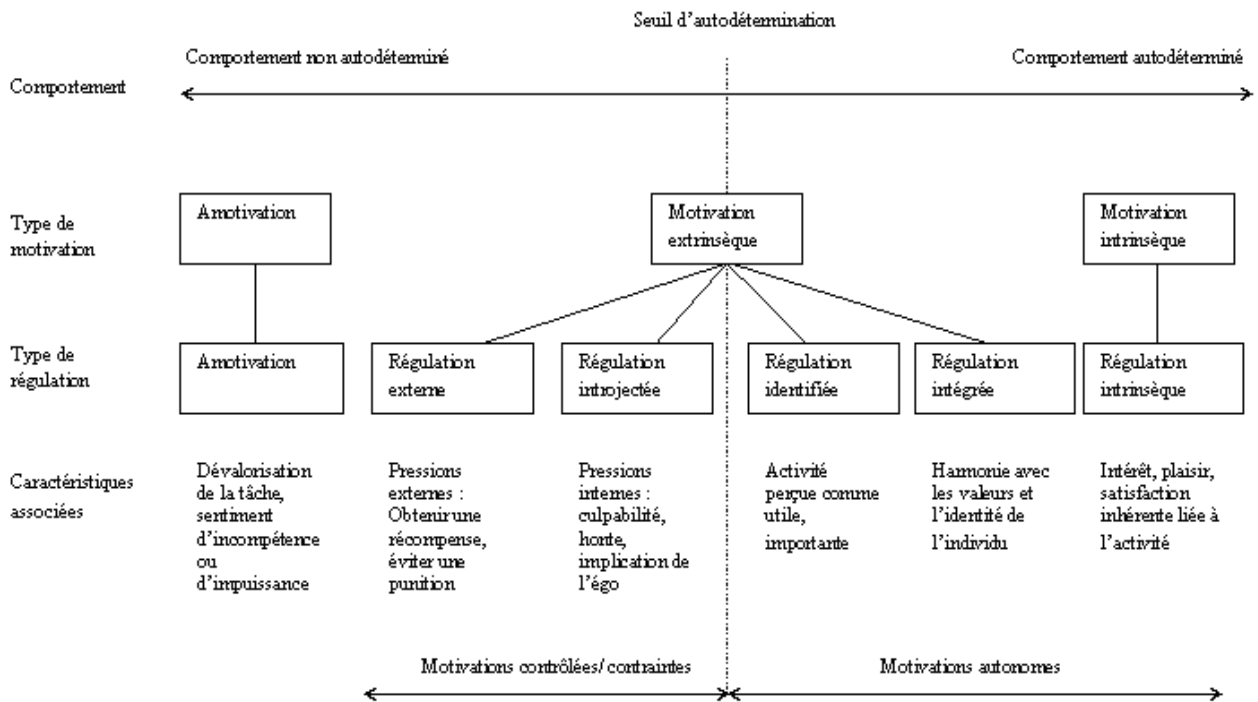 Seuil d'autodétermination
Comportement non autodéterminé
Comportement autodéterminé
Comportement
Type de
motivation
Amotivation
Motivation
extrinsèque
Motivation
intrinsèque
Type de
régulation
Amotivation
Régulation
externe
Régulation
introjectée
Régulation
identifiée
Régulation
intégrée
Régulation
intrinsèque
Caractéristiques
associées
Dévalorisation
de la tâche,
sentiment
d'incompétence
ou
d'impuissance
Pressions
externes :
Obtenir une
récompense,
éviter une
punition
Pressions
internes :
culpabilité,
honte,
implication de
l'égo
Activité
perçue comme
utile,
importante
Harmonie avec
les valeurs et
l'identité de
l'individu
Intérêt, plaisir,
satisfaction
inhérente liée à
l'activité
Motivations contrôlées/ contraintes
Motivations autonomes